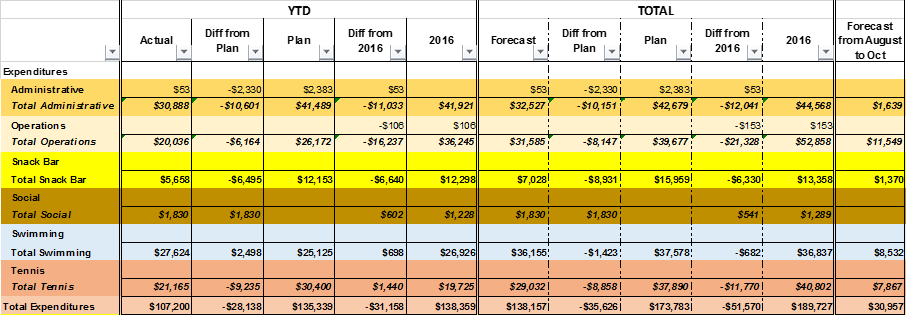 YTD TOTAL
Actual Diff from Plan Plan Diff from 2016 2016 Forecast Diff from Plan Plan Diff from 2016 2016 Forecast from August to Oct
Expenditures
Administrative $53 -$2,330 $2,383 $53 $53 -$2,330 $2,383 $53
Total Administrative $30,888 -$10,601 $41,489 -$11,033 $41,921 $32,527 -$10,151 $42,679 -$12,041 $44,568 $1,639
Operations -$106 $106 -$153 $153
Total Operations $20,036 -$6,164 $26,172 -$16,237 $36,245 $31,585 -$8,147 $39,677 -$21,328 $52,858 $11,549
Snack Bar
Total Snack Bar $5,658 -$6,495 $12,153 -$6,640 $12,298 $7,028 -$8,931 $15,959 -$6,330 $13,358 $1,370
Social
Total Social $1,830 $1,830 $602 $1,228 $1,830 $1,830 $541 $1,289
Swimming
Total Swimming $27,624 $2,498 $25,125 $698 $26,926 $36,155 -$1,423 $37,578 -$682 $36,837 $8,532
Tennis
Total Tennis $21,165 -$9,235 $30,400 $1,440 $19,725 $29,032 -$8,858 $37,890 -$11,770 $40,802 $7,867
Total Expenditures $107,200 -$28,138 $135,339 -$31,158 $138,359 $138,157 -$35,626 $173,783 -$51,570 $189,727 $30,957